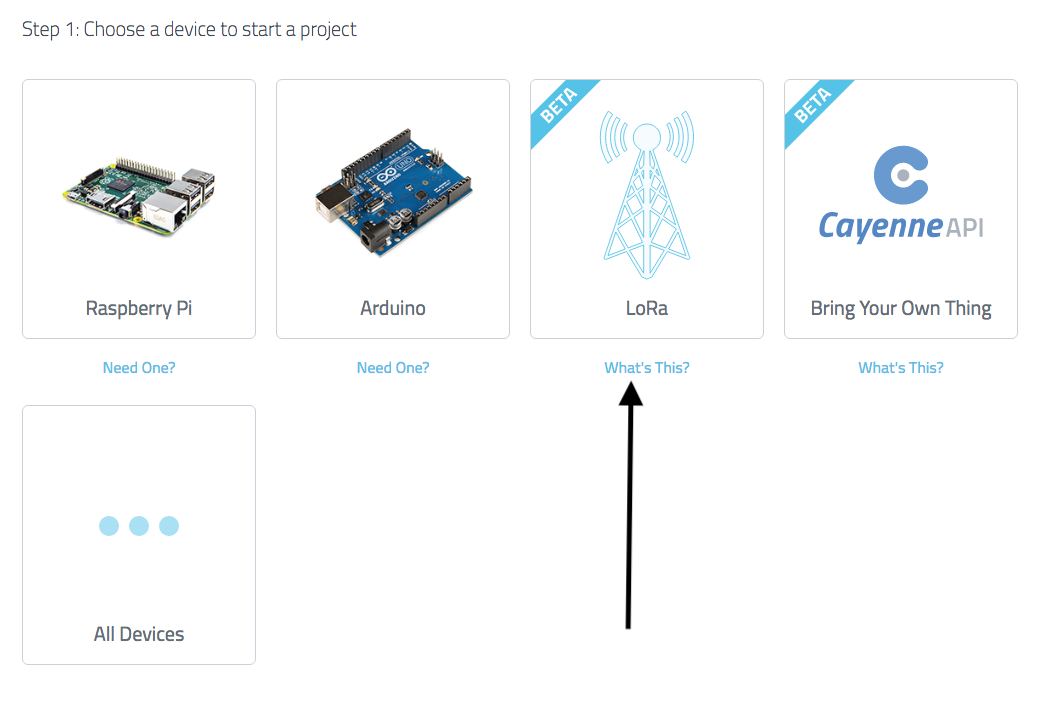 Step 1: Choose a device to start a project
BETA
BETA
UNO
Cayenne API
Raspberry Pi
Arduino
LoRa
Bring Your Own Thing
Need One?
Need One?
What's This?
What's This?
All Devices